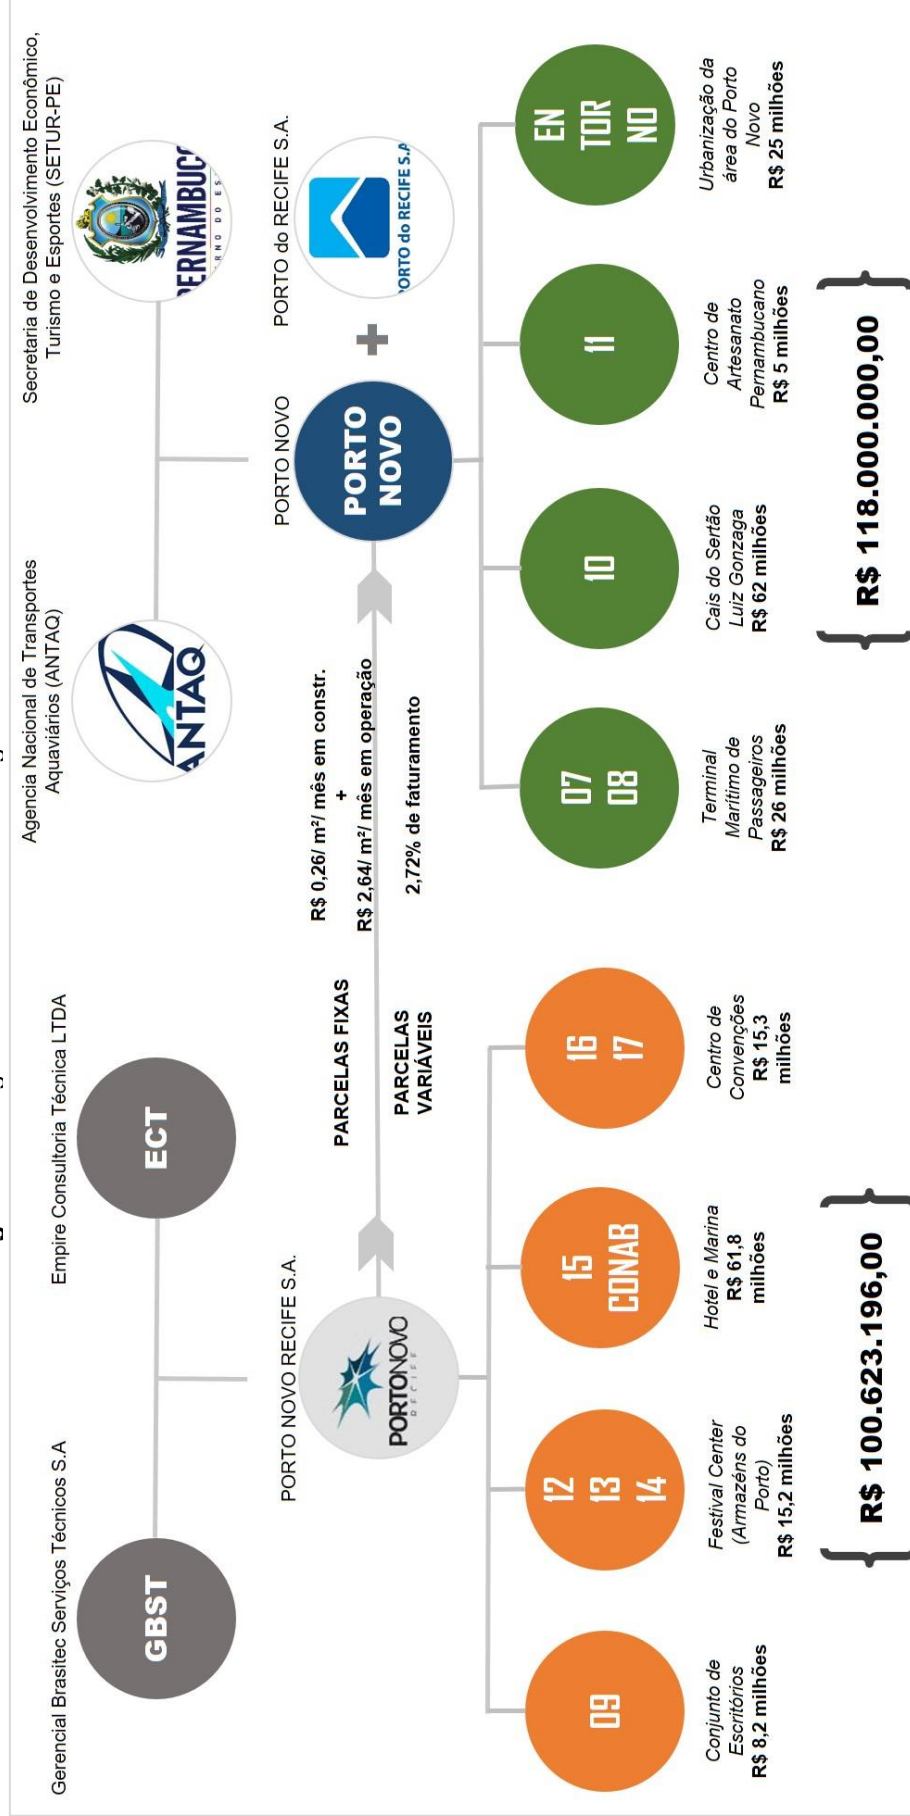 Gerencial Brasitec Serviços Técnicos S.A
GBST
Empire Consultoria Técnica LTDA
ECT
Agencia Nacional de Transportes
Aquaviários (ANTAQ)
ANTAQ
Secretaria de Desenvolvimento Econômico,
Turismo e Esportes (SETUR-PE)
PERNAMBUCO
PORTO NOVO RECIFE S.A.
PORTONOVO
RECIFE
PARCELAS FIXAS
PARCELAS
VARIÁVEIS
R$ 0,26/ m²/ mês em constr.
+
R$ 2,64/ m²/ mês em operação
2,72% de faturamento
PORTO NOVO
PORTO
NOVO
+
PORTO do RECIFE S.A.
PORTO do RECIFE S.A
09
Conjunto de
Escritórios
R$ 8,2 milhões
12
13
14
Festival Center
(Armazéns do
Porto)
R$ 15,2 milhões
15
CONAB
Hotel e Marina
R$ 61,8
milhões
16
17
Centro de
Convenções
R$ 15,3
milhões
07
08
Terminal
Marítimo de
Passageiros
R$ 26 milhões
10
Cais do Sertão
Luiz Gonzaga
R$ 62 milhões
11
Centro de
Artesanato
Pernambucano
R$ 5 milhões
EN
TOR
NO
Urbanização da
área do Porto
Novo
R$ 25 milhões
R$ 100.623.196,00
R$ 118.000.000,00